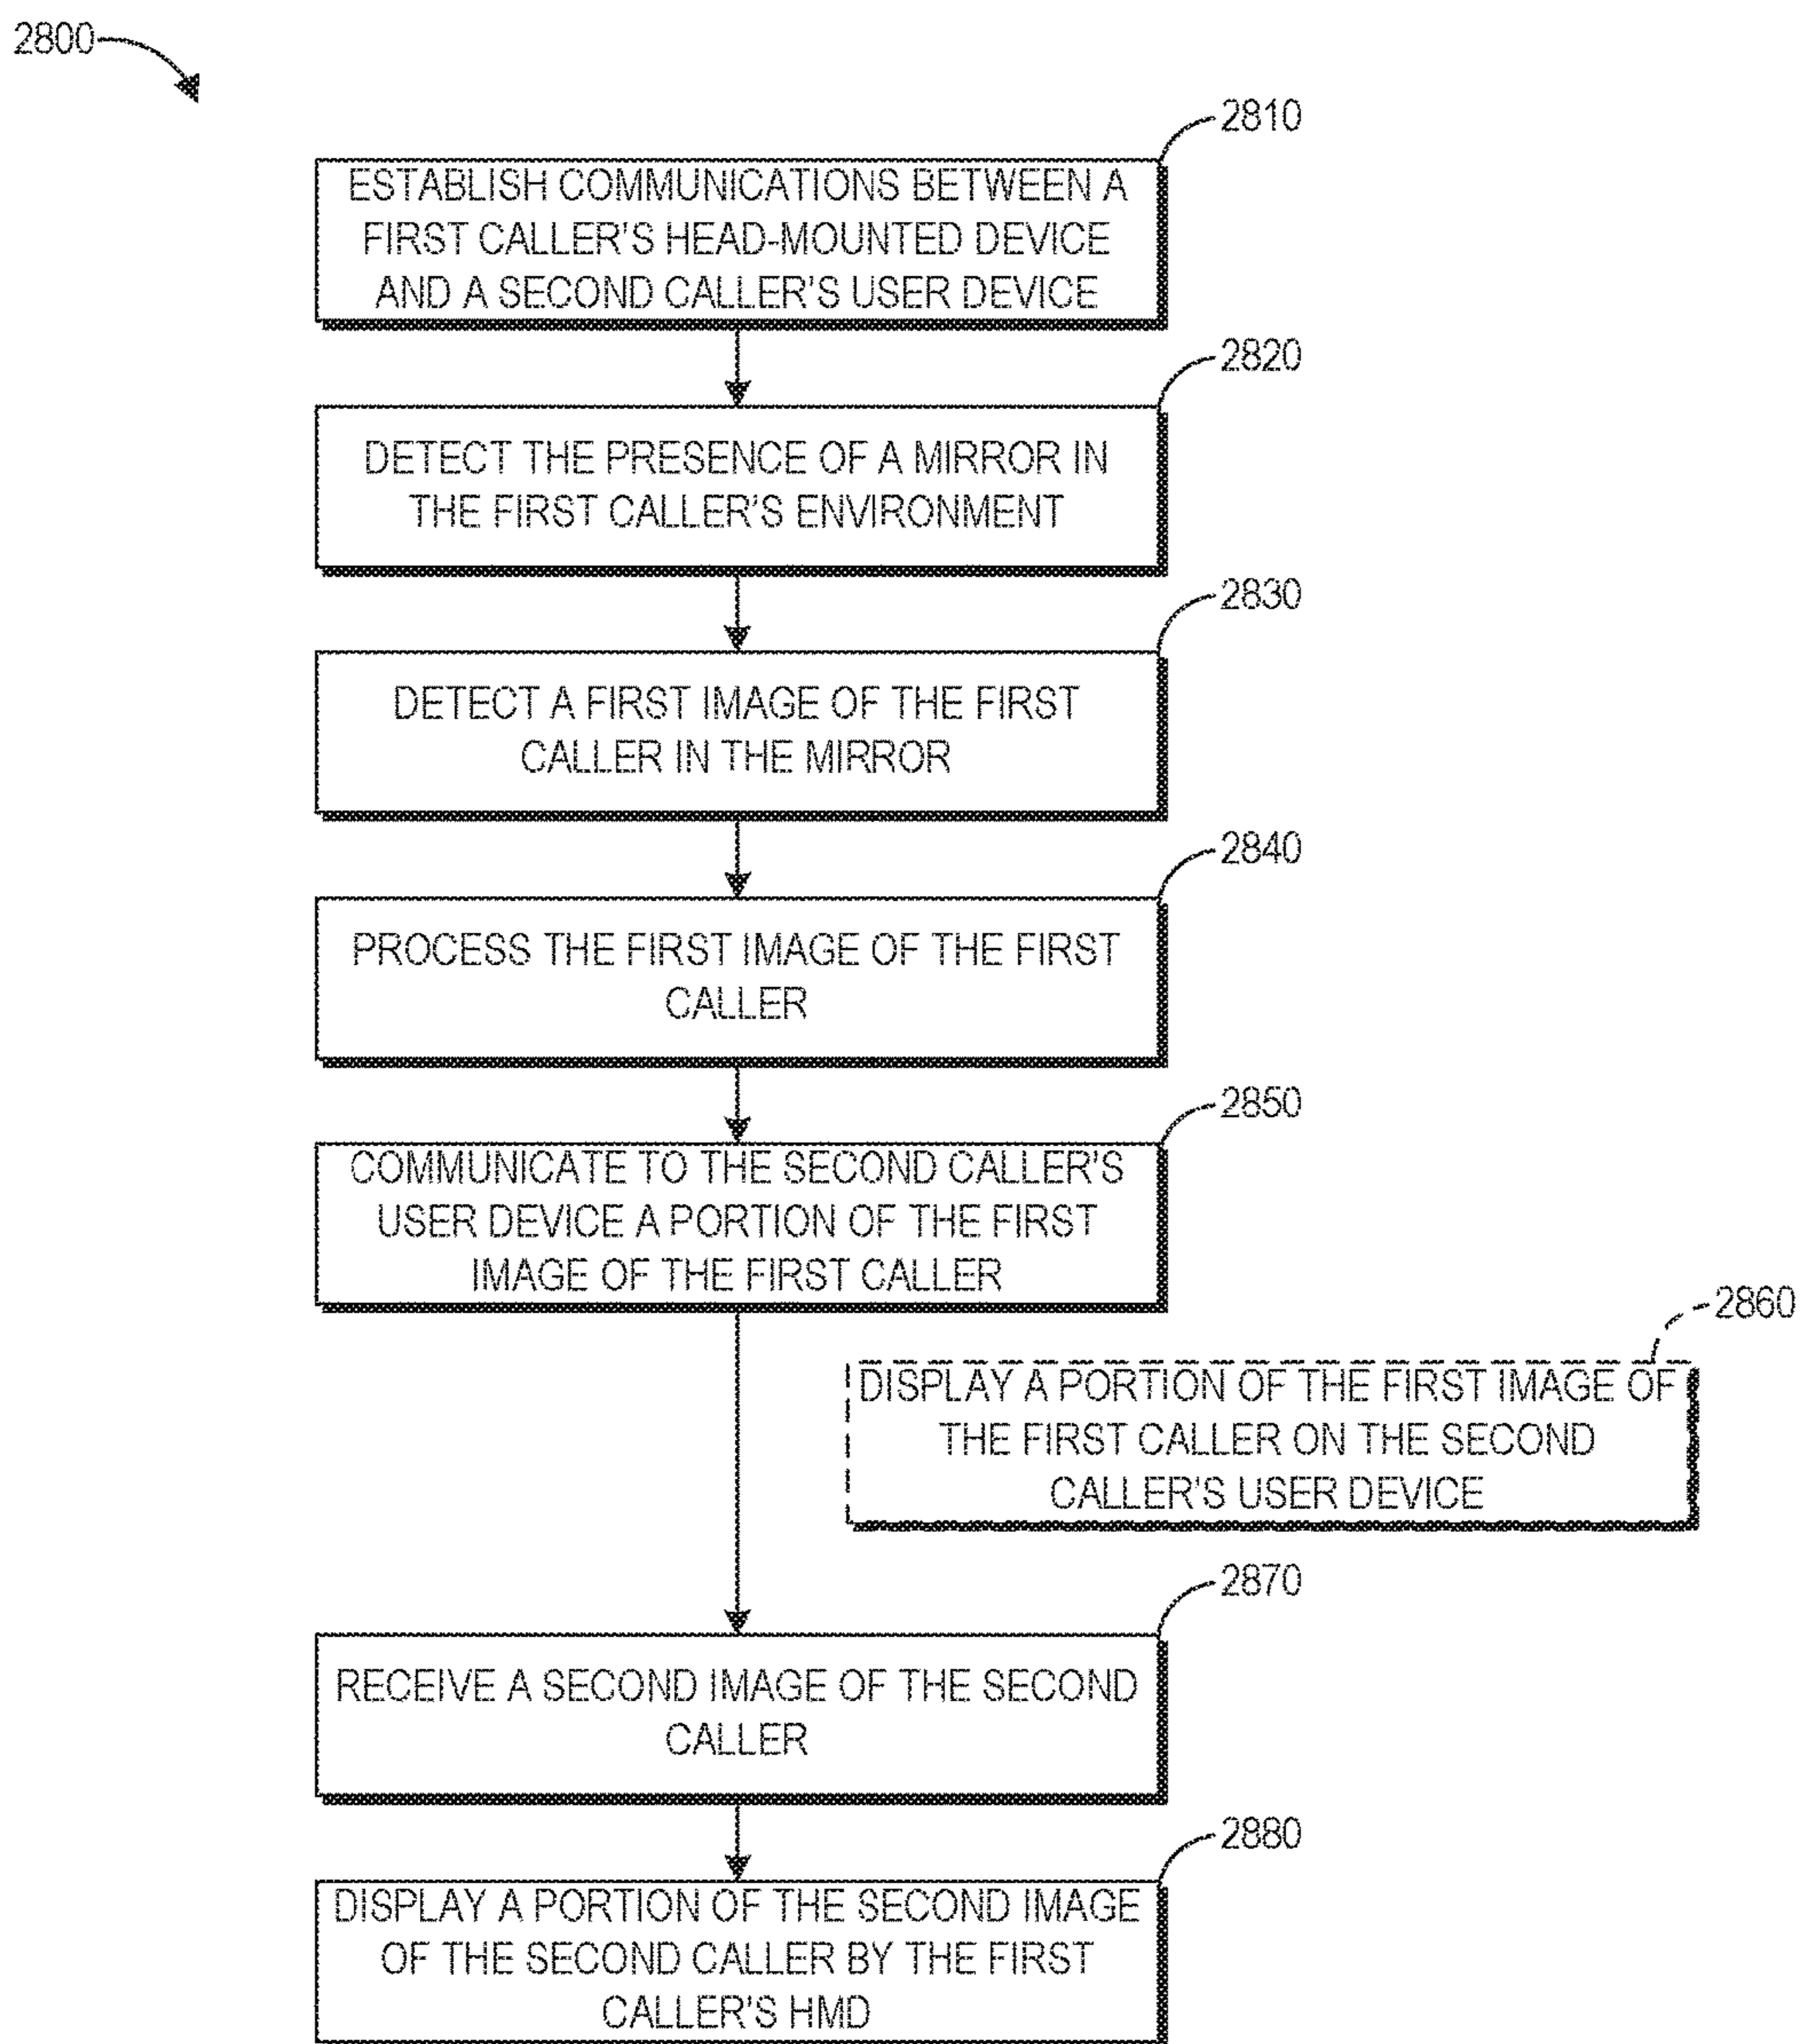 2800
2810
ESTABLISH COMMUNICATIONS BETWEEN A
FIRST CALLER'S HEAD-MOUNTED DEVICE
AND A SECOND CALLER'S USER DEVICE
2820
DETECT THE PRESENCE OF A MIRROR IN
THE FIRST CALLER'S ENVIRONMENT
2830
DETECT A FIRST IMAGE OF THE FIRST
CALLER IN THE MIRROR
2840
PROCESS THE FIRST IMAGE OF THE FIRST
CALLER
2850
COMMUNICATE TO THE SECOND CALLER'S
USER DEVICE A PORTION OF THE FIRST
IMAGE OF THE FIRST CALLER
2860
DISPLAY A PORTION OF THE FIRST IMAGE OF
THE FIRST CALLER ON THE SECOND
CALLER'S USER DEVICE
2870
RECEIVE A SECOND IMAGE OF THE SECOND
CALLER
2880
DISPLAY A PORTION OF THE SECOND IMAGE
OF THE SECOND CALLER BY THE FIRST
CALLER'S HMD